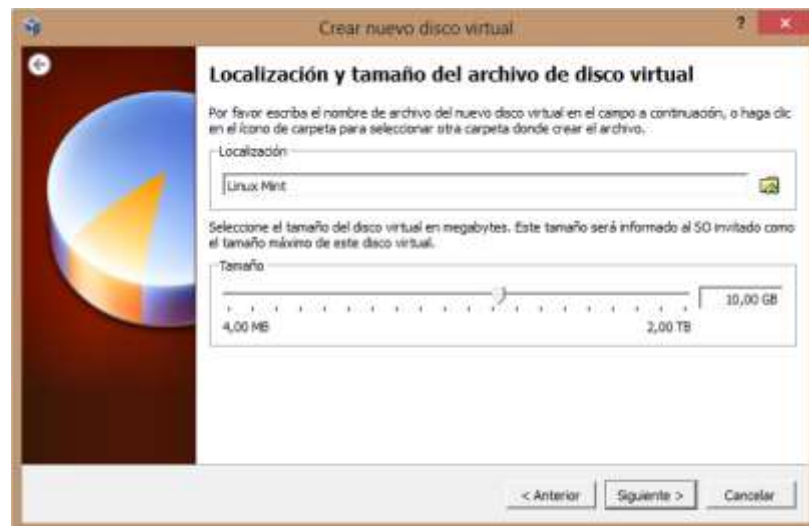 Crear nuevo disco virtual
?
Localización y tamaño del archivo de disco virtual
Por favor escriba el nombre de archivo del nuevo disco virtual en el campo a continuación, o haga clic
en el ícono de carpeta para seleccionar otra carpeta donde crear el archivo.
Localización
Linux Mint
Seleccione el tamaño del disco virtual en megabytes. Este tamaño será informado al SO invitado como
el tamaño máximo de este disco virtual.
Tamaño
10,00 GB
4,00 MB 2,00 TB
< Anterior Siguiente > Cancelar